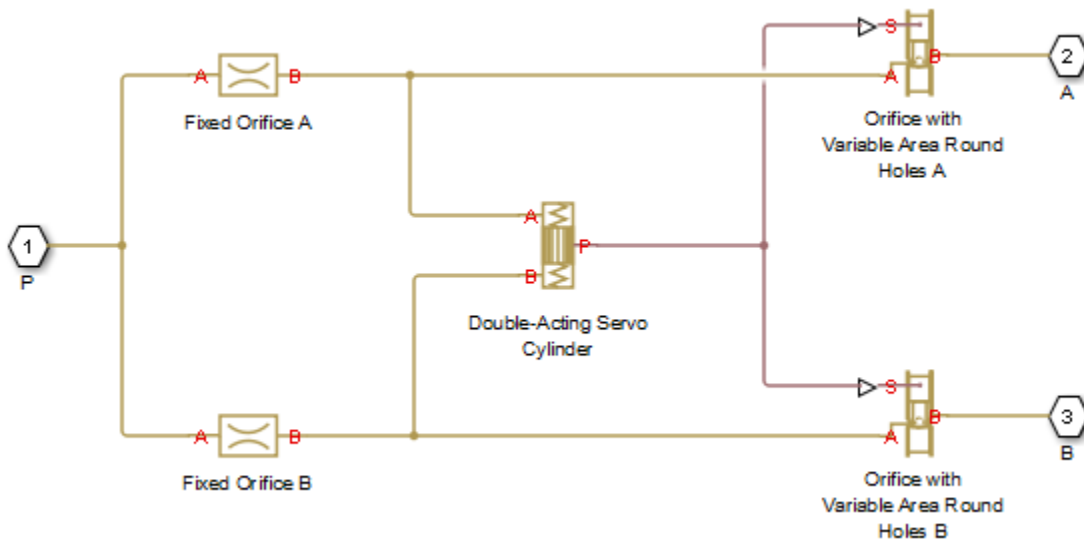 S
2
A B
B
A
A
Fixed Orifice A
Orifice with
Variable Area Round
Holes A
A
1
P
P
B
Double-Acting Servo
Cylinder
S
3
A B
B
A
B
Fixed Orifice B
Orifice with
Variable Area Round
Holes B